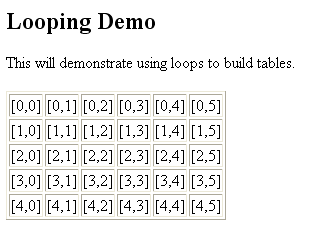 Looping Demo
This will demonstrate using loops to build tables.
[0,0] [0,1] [0,2] [0,3] [0,4] [0,5]
[1,0] [1,1] [1,2] [1,3] [1,4] [1,5]
[2,0] [2,1] [2,2] [2,3] [2,4] [2,5]
[3,0] [3,1] [3,2] [3,3] [3,4] [3,5]
[4,0] [4,1] [4,2] [4,3] [4,4] [4,5]